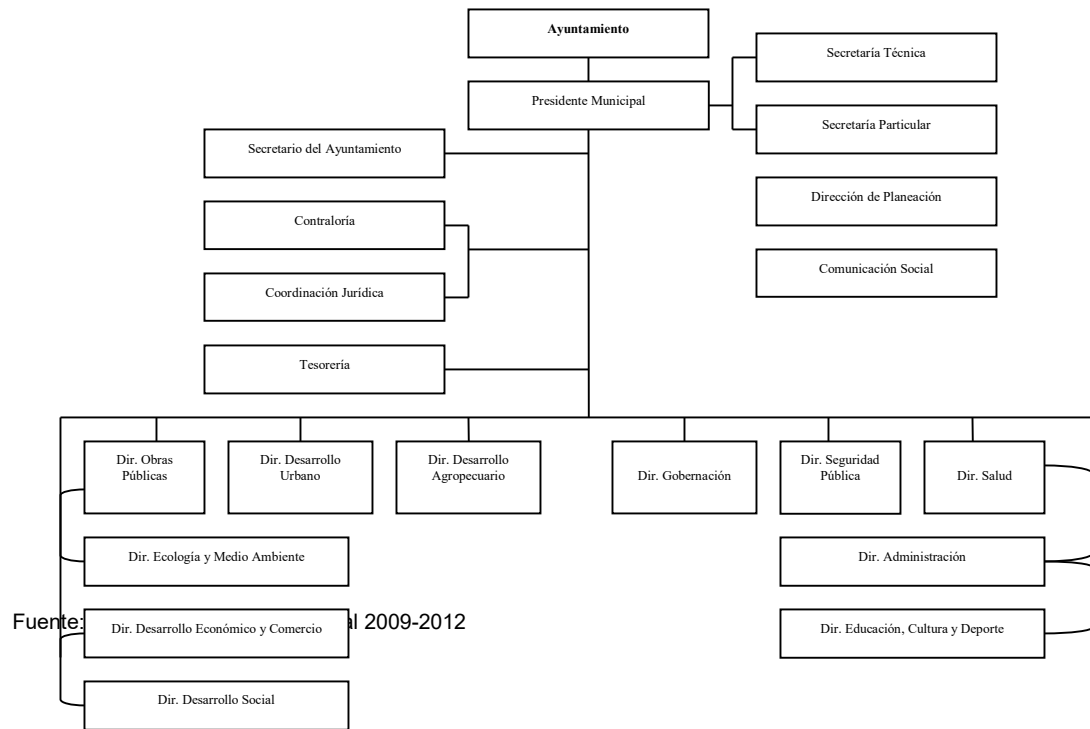 Ayuntamiento
Secretaría Técnica
Presidente Municipal
Secretaría Particular
Secretario del Ayuntamiento
Dirección de Planeación
Contraloría
Comunicación Social
Coordinación Jurídica
Tesorería
Dir. Obras
Públicas
Dir. Desarrollo
Urbano
Dir. Desarrollo
Agropecuario
Dir. Gobernación
Dir. Seguridad
Pública
Dir. Salud
Dir. Ecología y Medio Ambiente
Dir. Administración
Fuente: al 2009-2012
Dir. Desarrollo Económico y Comercio
Dir. Educación, Cultura y Deporte
Dir. Desarrollo Social